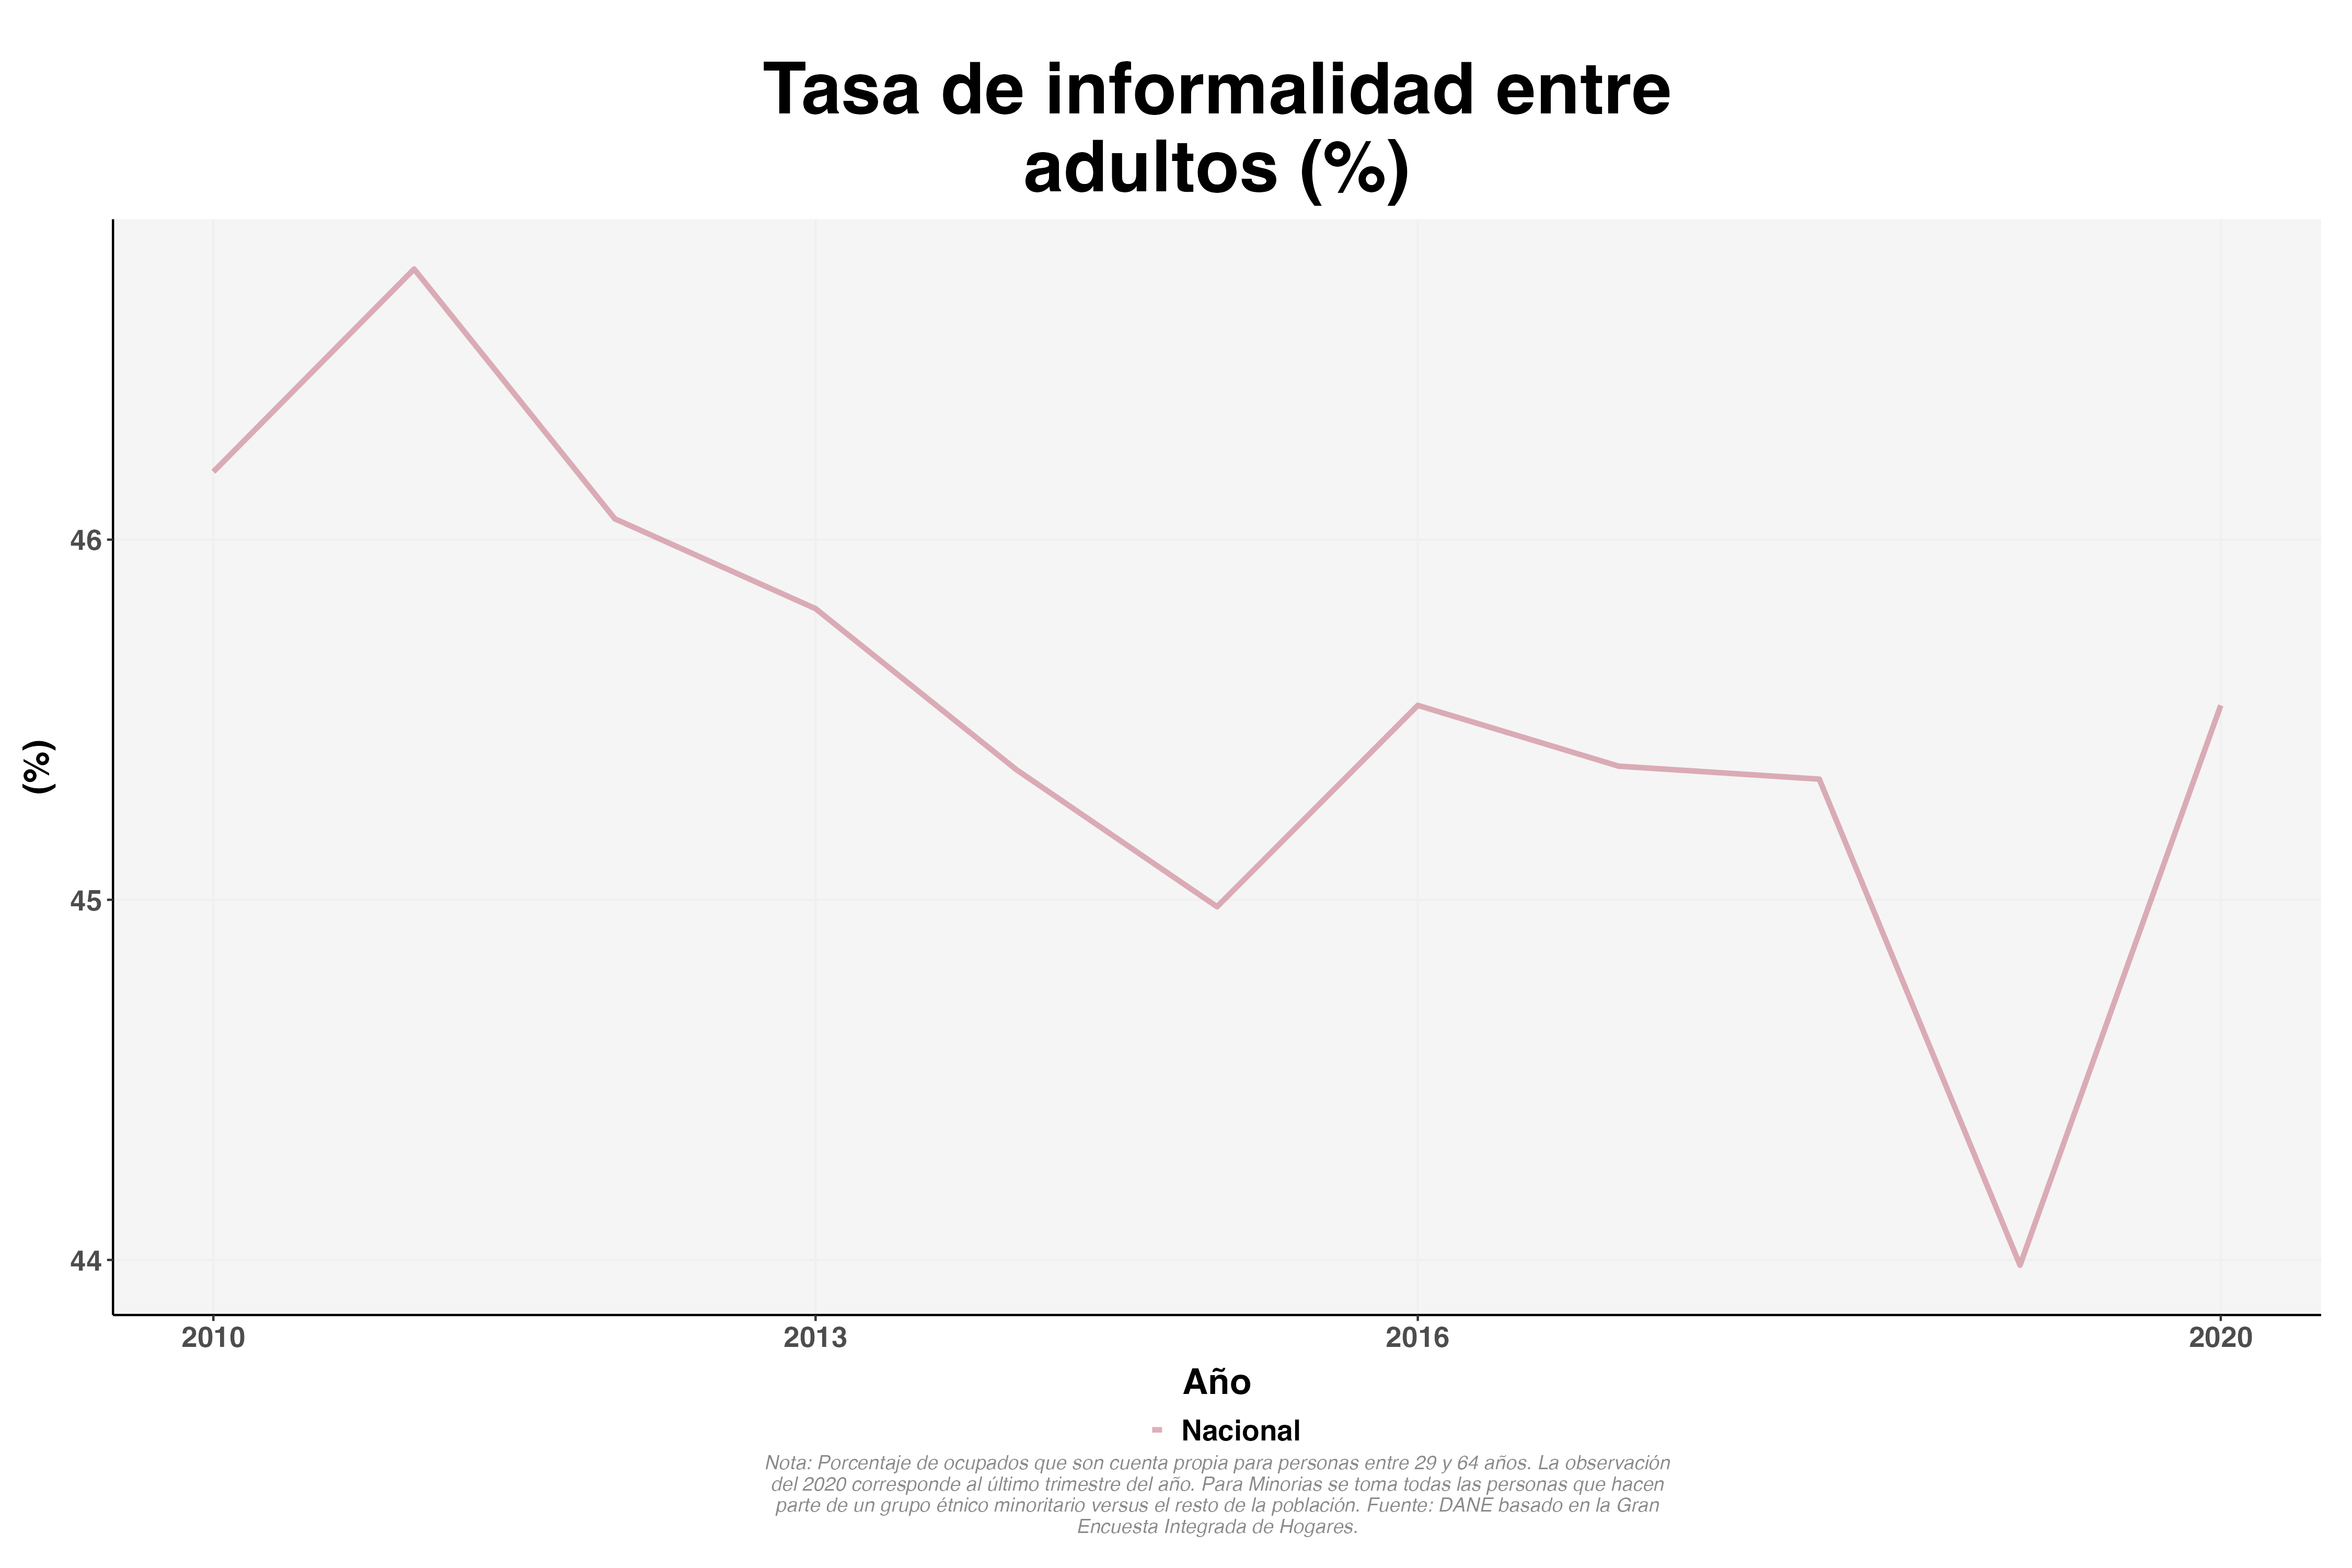 Tasa de informalidad entre
adultos (%)
(%)
46
45
44
2010
2013
2016
2020
Año
Nacional
Nota: Porcentaje de ocupados que son cuenta propia para personas entre 29 y 64 años. La observación
del 2020 corresponde al último trimestre del año. Para Minorias se toma todas las personas que hacen
parte de un grupo étnico minoritario versus el resto de la población. Fuente: DANE basado en la Gran
Encuesta Integrada de Hogares.